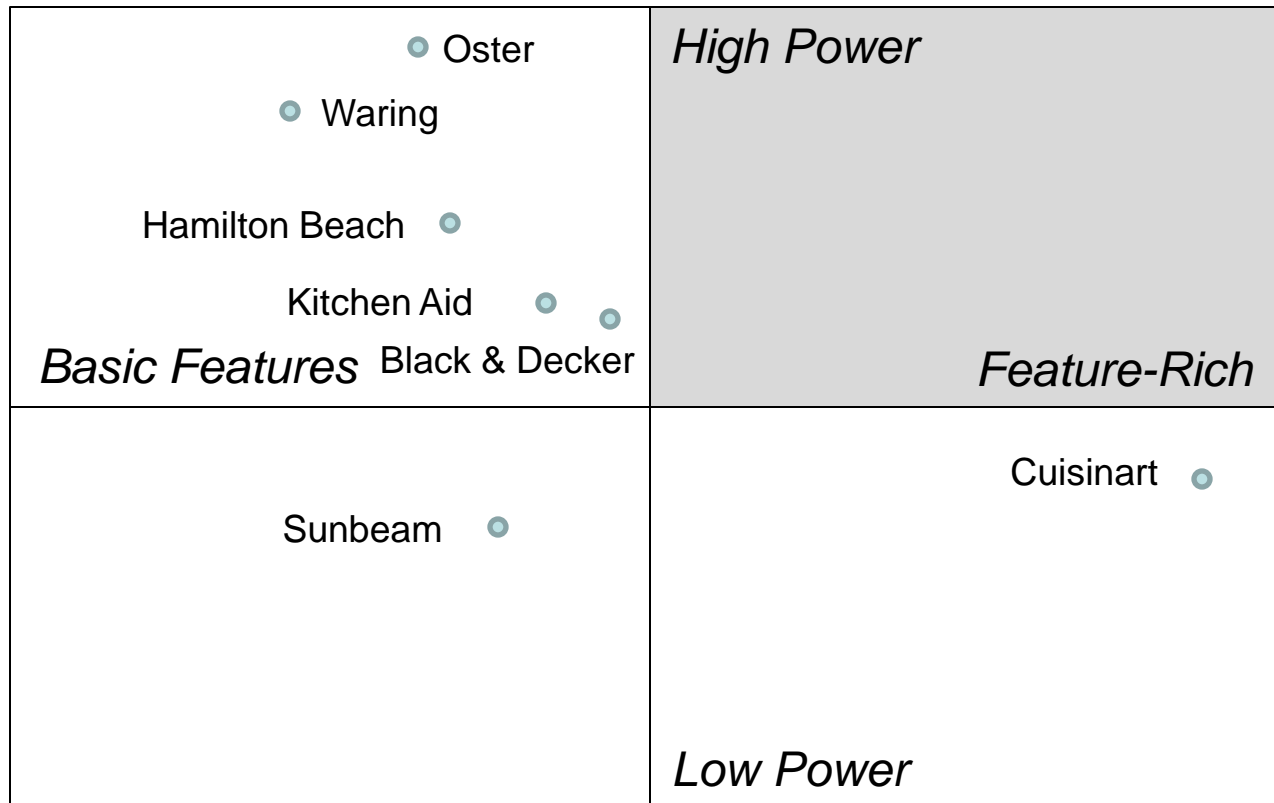 Oster
High Power
Waring
Hamilton Beach
Kitchen Aid
Basic Features
Black & Decker
Feature-Rich
Cuisinart
Sunbeam
Low Power